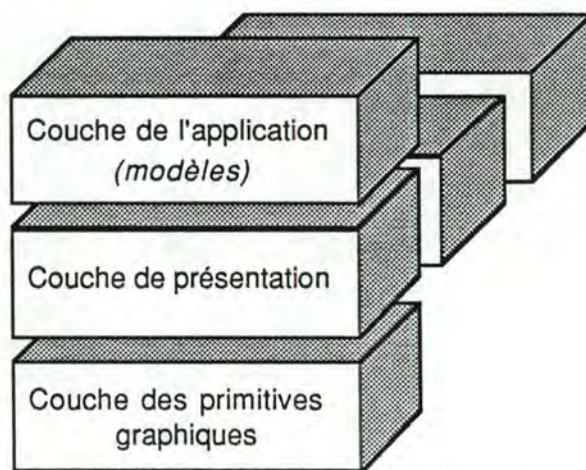 Couche de l'application
(modèles)
Couche de présentation
Couche des primitives
graphiques